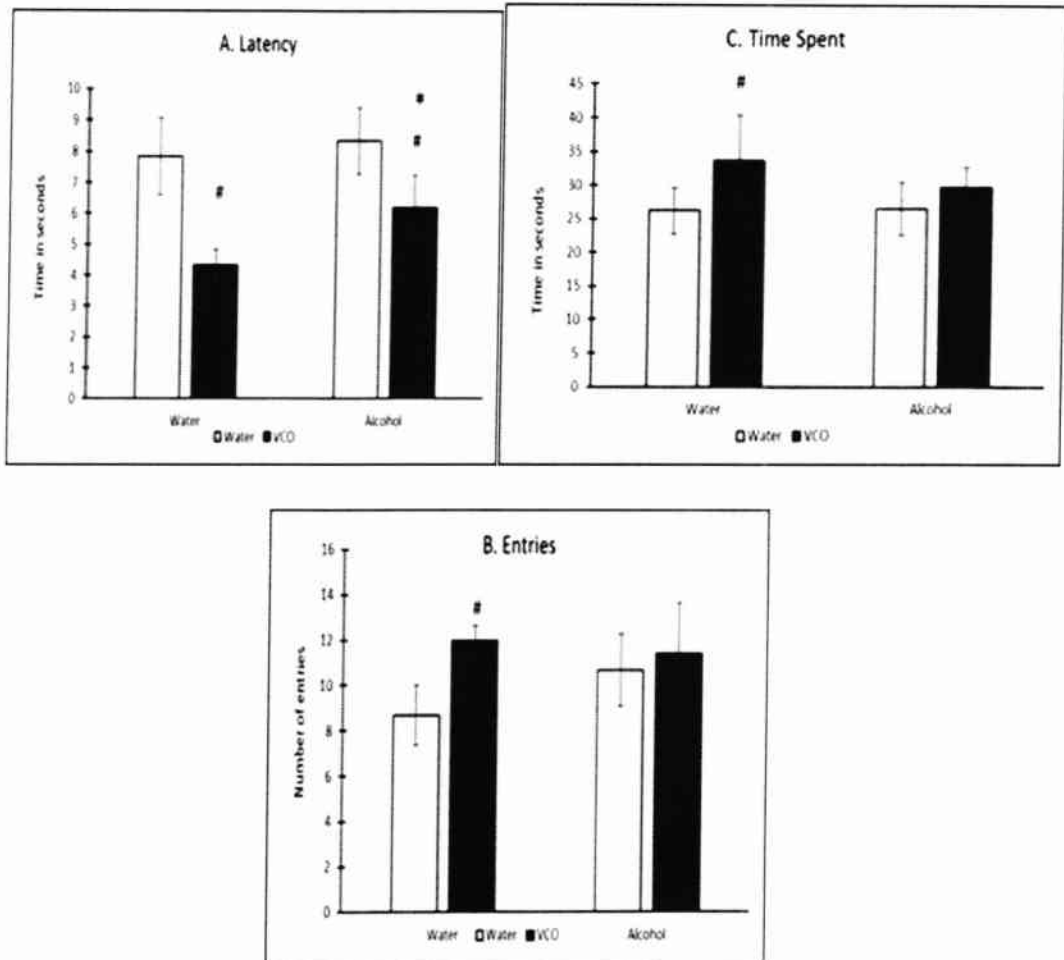 A. Latency
#
#
#
10
9
8
7
6
5
4
3
2
1
0
Time in seconds
Water
Alcohol
Water VCO
C. Time Spent
#
45
40
35
30
25
20
15
10
5
0
Time in seconds
Water
Alcohol
Water VCO
B. Entries
#
16
14
12
10
8
6
4
2
0
Number of entries
Water Water VCO Alcohol